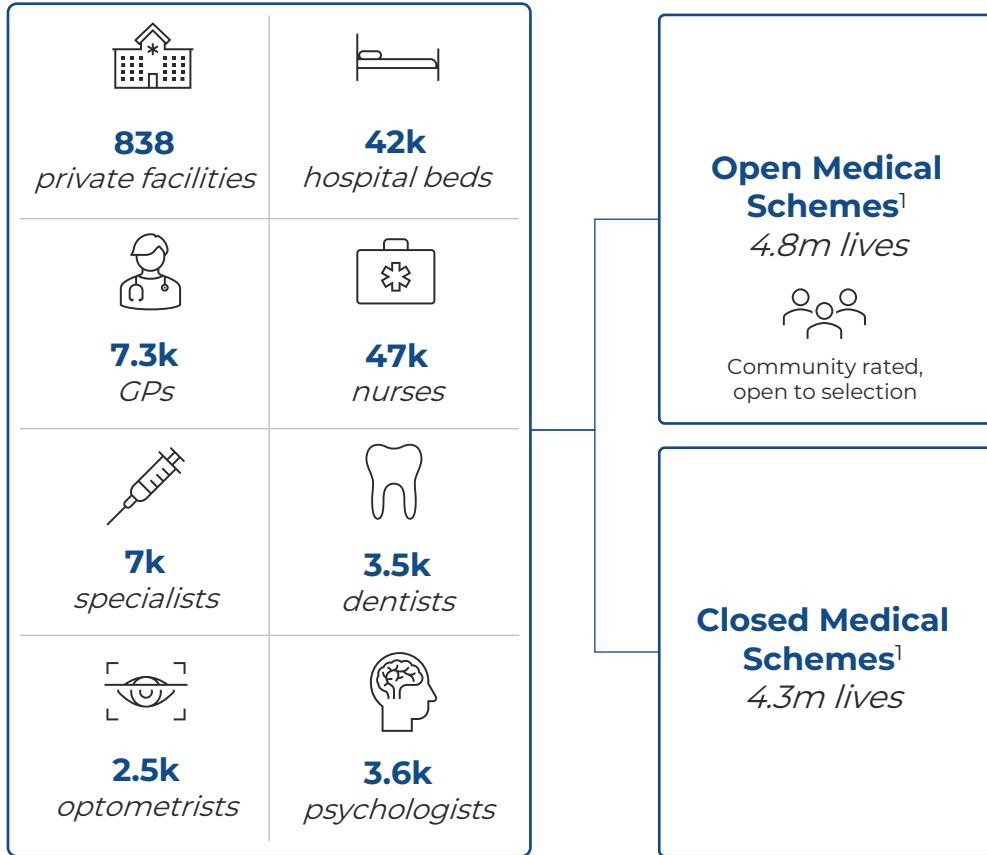 838
private facilities
42k
hospital beds
7.3k
GPs
47k
nurses
7k
specialists
3.5k
dentists
2.5k
optometrists
3.6k
psychologists
Open Medical
Schemes¹
4.8m lives
Community rated,
open to selection
Closed Medical
Schemes¹
4.3m lives